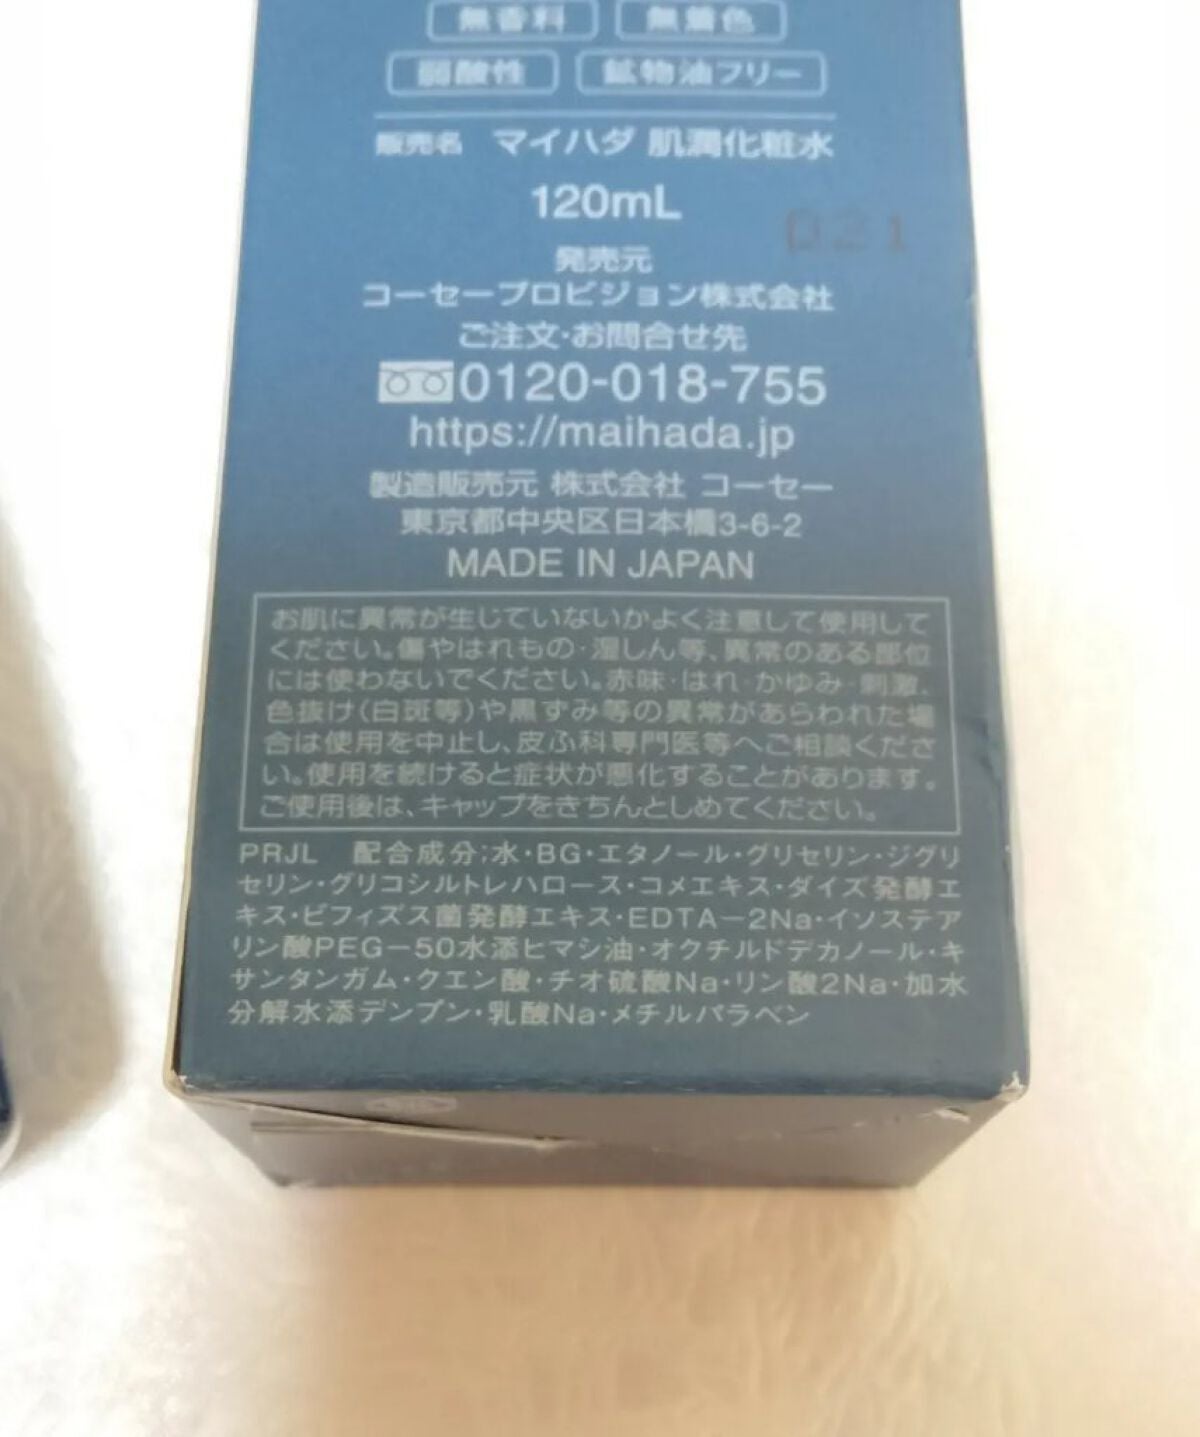 無香料 無着色
弱酸性 鉱物油フリー
販売名 マイハダ 肌潤化粧水
120mL
021
発売元
コーセープロビジョン株式会社
ご注文・お問合せ先
0120-018-755
https://maihada.jp
製造販売元 株式会社 コーセー
東京都中央区日本橋3-6-2
MADE IN JAPAN
お肌に異常が生じていないかよく注意して使用して
ください。傷やはれもの・湿しん等、異常のある部位
には使わないでください。赤味・はれ・かゆみ・刺激、
色抜け(白斑等)や黒ずみ等の異常があらわれた場
合は使用を中止し、皮ふ科専門医等へご相談くださ
い。使用を続けると症状が悪化することがあります。
ご使用後は、キャップをきちんとしめてください。
PRJL 配合成分;水・BG・エタノール・グリセリン・ジグリ
セリン・グリコシルトレハロース・コメエキス・ダイズ発酵エ
キス・ビフィズス菌発酵エキス・EDTA−2Na・イソステア
リン酸PEG−50水添ヒマシ油・オクチルドデカノール・キ
サンタンガム・クエン酸・チオ硫酸Na・リン酸2Na・加水
分解水添デンプン・乳酸Na・メチルパラベン